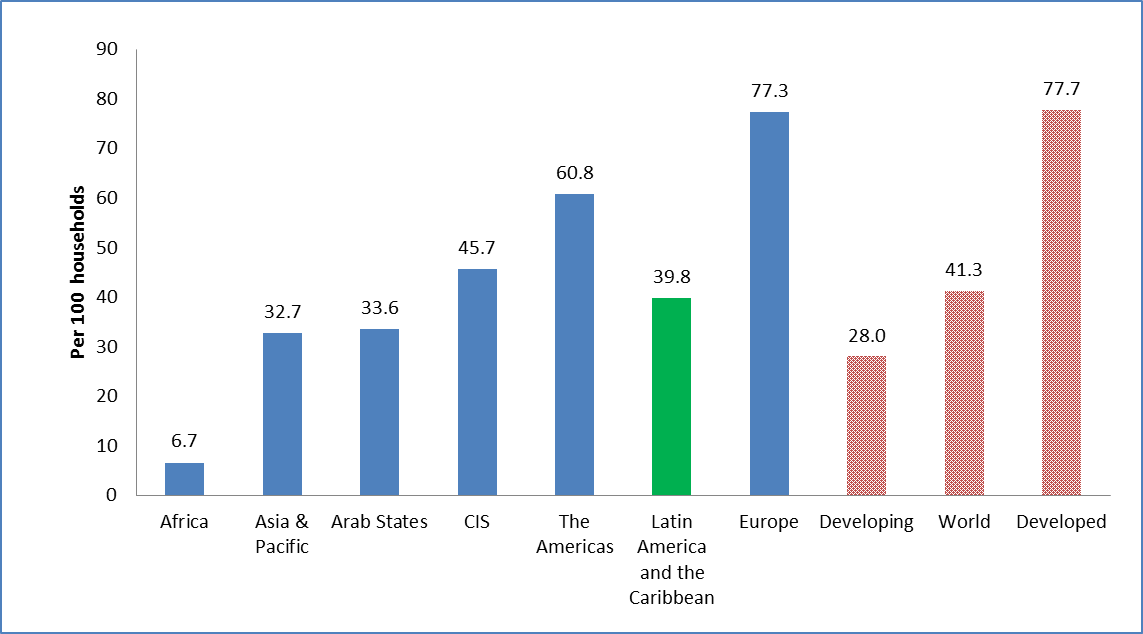 90
80
70
60
50
40
30
20
10
0
Per 100 households
6.7
32.7
33.6
45.7
60.8
39.8
77.3
28.0
41.3
77.7
Africa
Asia &
Pacific
Arab States
CIS
The
Americas
Latin
America
and the
Caribbean
Europe
Developing
World
Developed